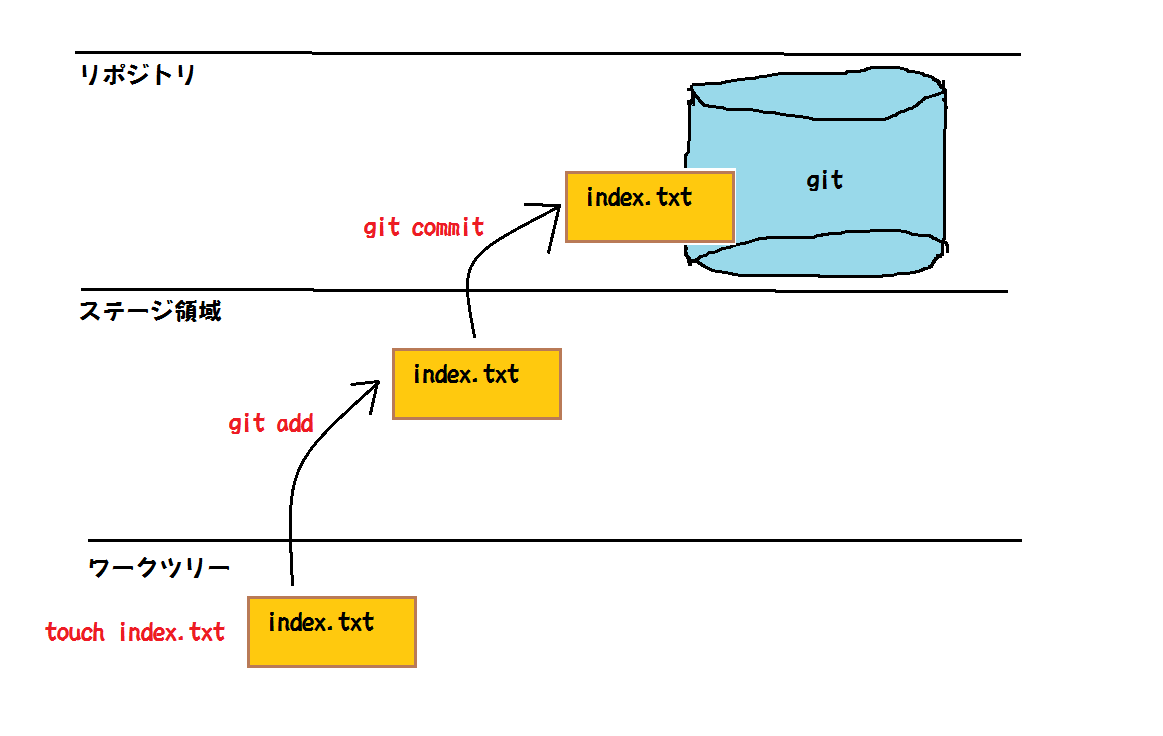 リポジトリ
git
index.txt
git commit
ステージ領域
index.txt
git add
ワークツリー
index.txt
touch index.txt